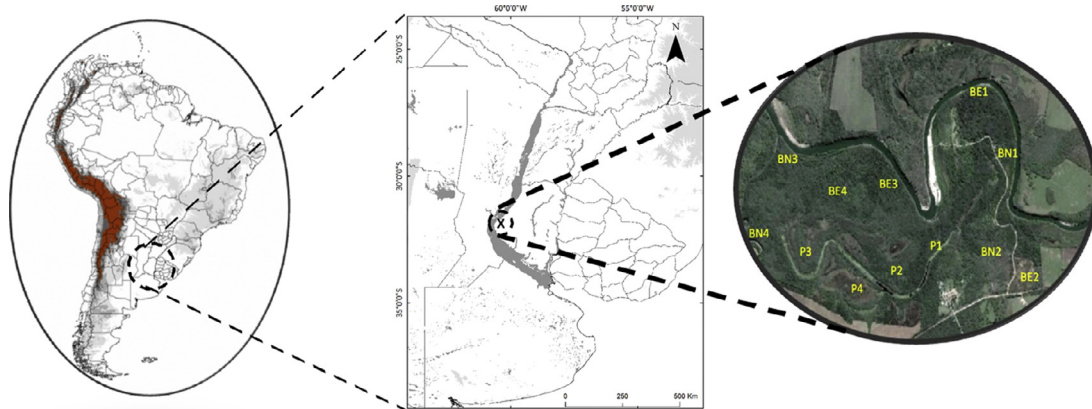 60°0'0"W 55°0'0"W
25°0'0"S
N
30°0'0"S
X
35°0'0"S
0 250 500 Km
BE1
BN3
BN1
BE4
BE3
BN4
P3
P1
P2
BN2
BE2
P4